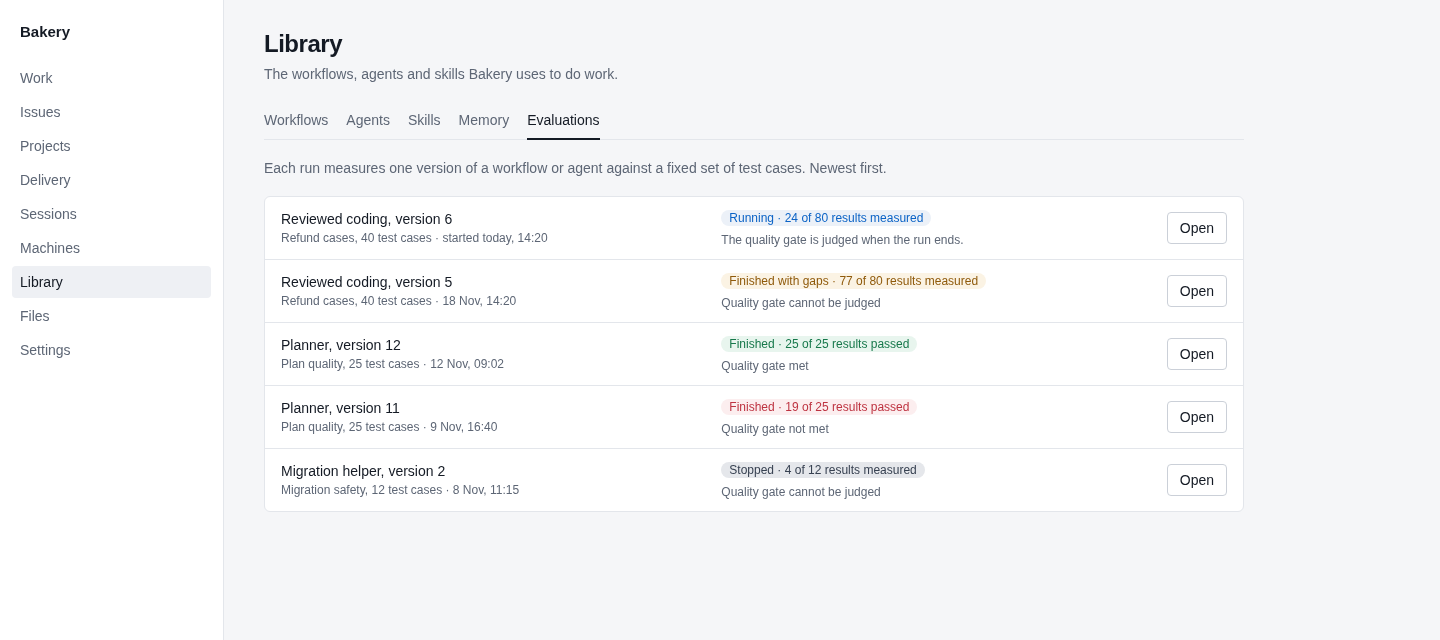 Bakery
Work
Issues
Projects
Delivery
Sessions
Machines
Library
Files
Settings
Library
The workflows, agents and skills Bakery uses to do work.
Workflows Agents Skills Memory Evaluations
Each run measures one version of a workflow or agent against a fixed set of test cases. Newest first.
Reviewed coding, version 6
Refund cases, 40 test cases · started today, 14:20
Running · 24 of 80 results measured
The quality gate is judged when the run ends.
Open
Reviewed coding, version 5
Refund cases, 40 test cases · 18 Nov, 14:20
Finished with gaps · 77 of 80 results measured
Quality gate cannot be judged
Open
Planner, version 12
Plan quality, 25 test cases · 12 Nov, 09:02
Finished · 25 of 25 results passed
Quality gate met
Open
Planner, version 11
Plan quality, 25 test cases · 9 Nov, 16:40
Finished · 19 of 25 results passed
Quality gate not met
Open
Migration helper, version 2
Migration safety, 12 test cases · 8 Nov, 11:15
Stopped · 4 of 12 results measured
Quality gate cannot be judged
Open